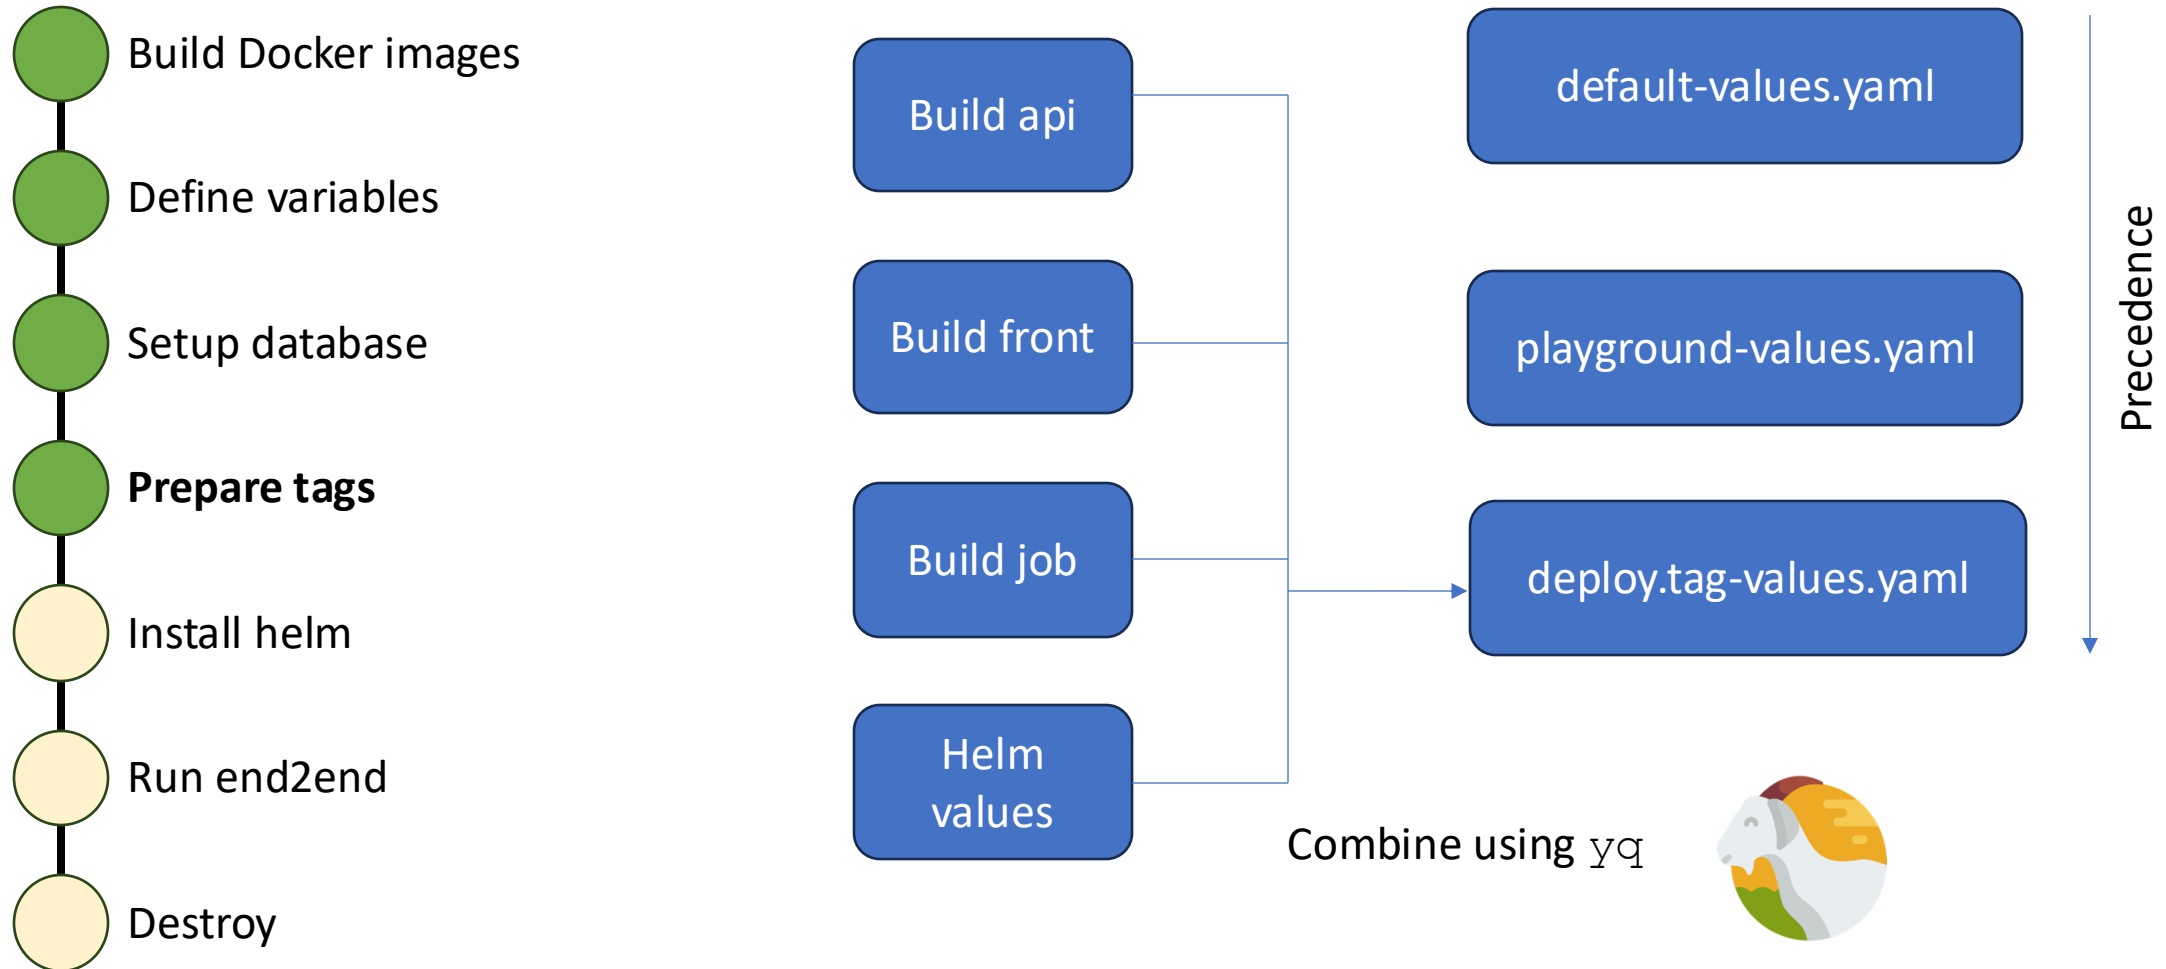 Build Docker images
Define variables
Setup database
Prepare tags
Install helm
Run end2end
Destroy
Build api
Build front
Build job
Helm
values
default-values.yaml
playground-values.yaml
deploy.tag-values.yaml
Precedence
Combine using yq